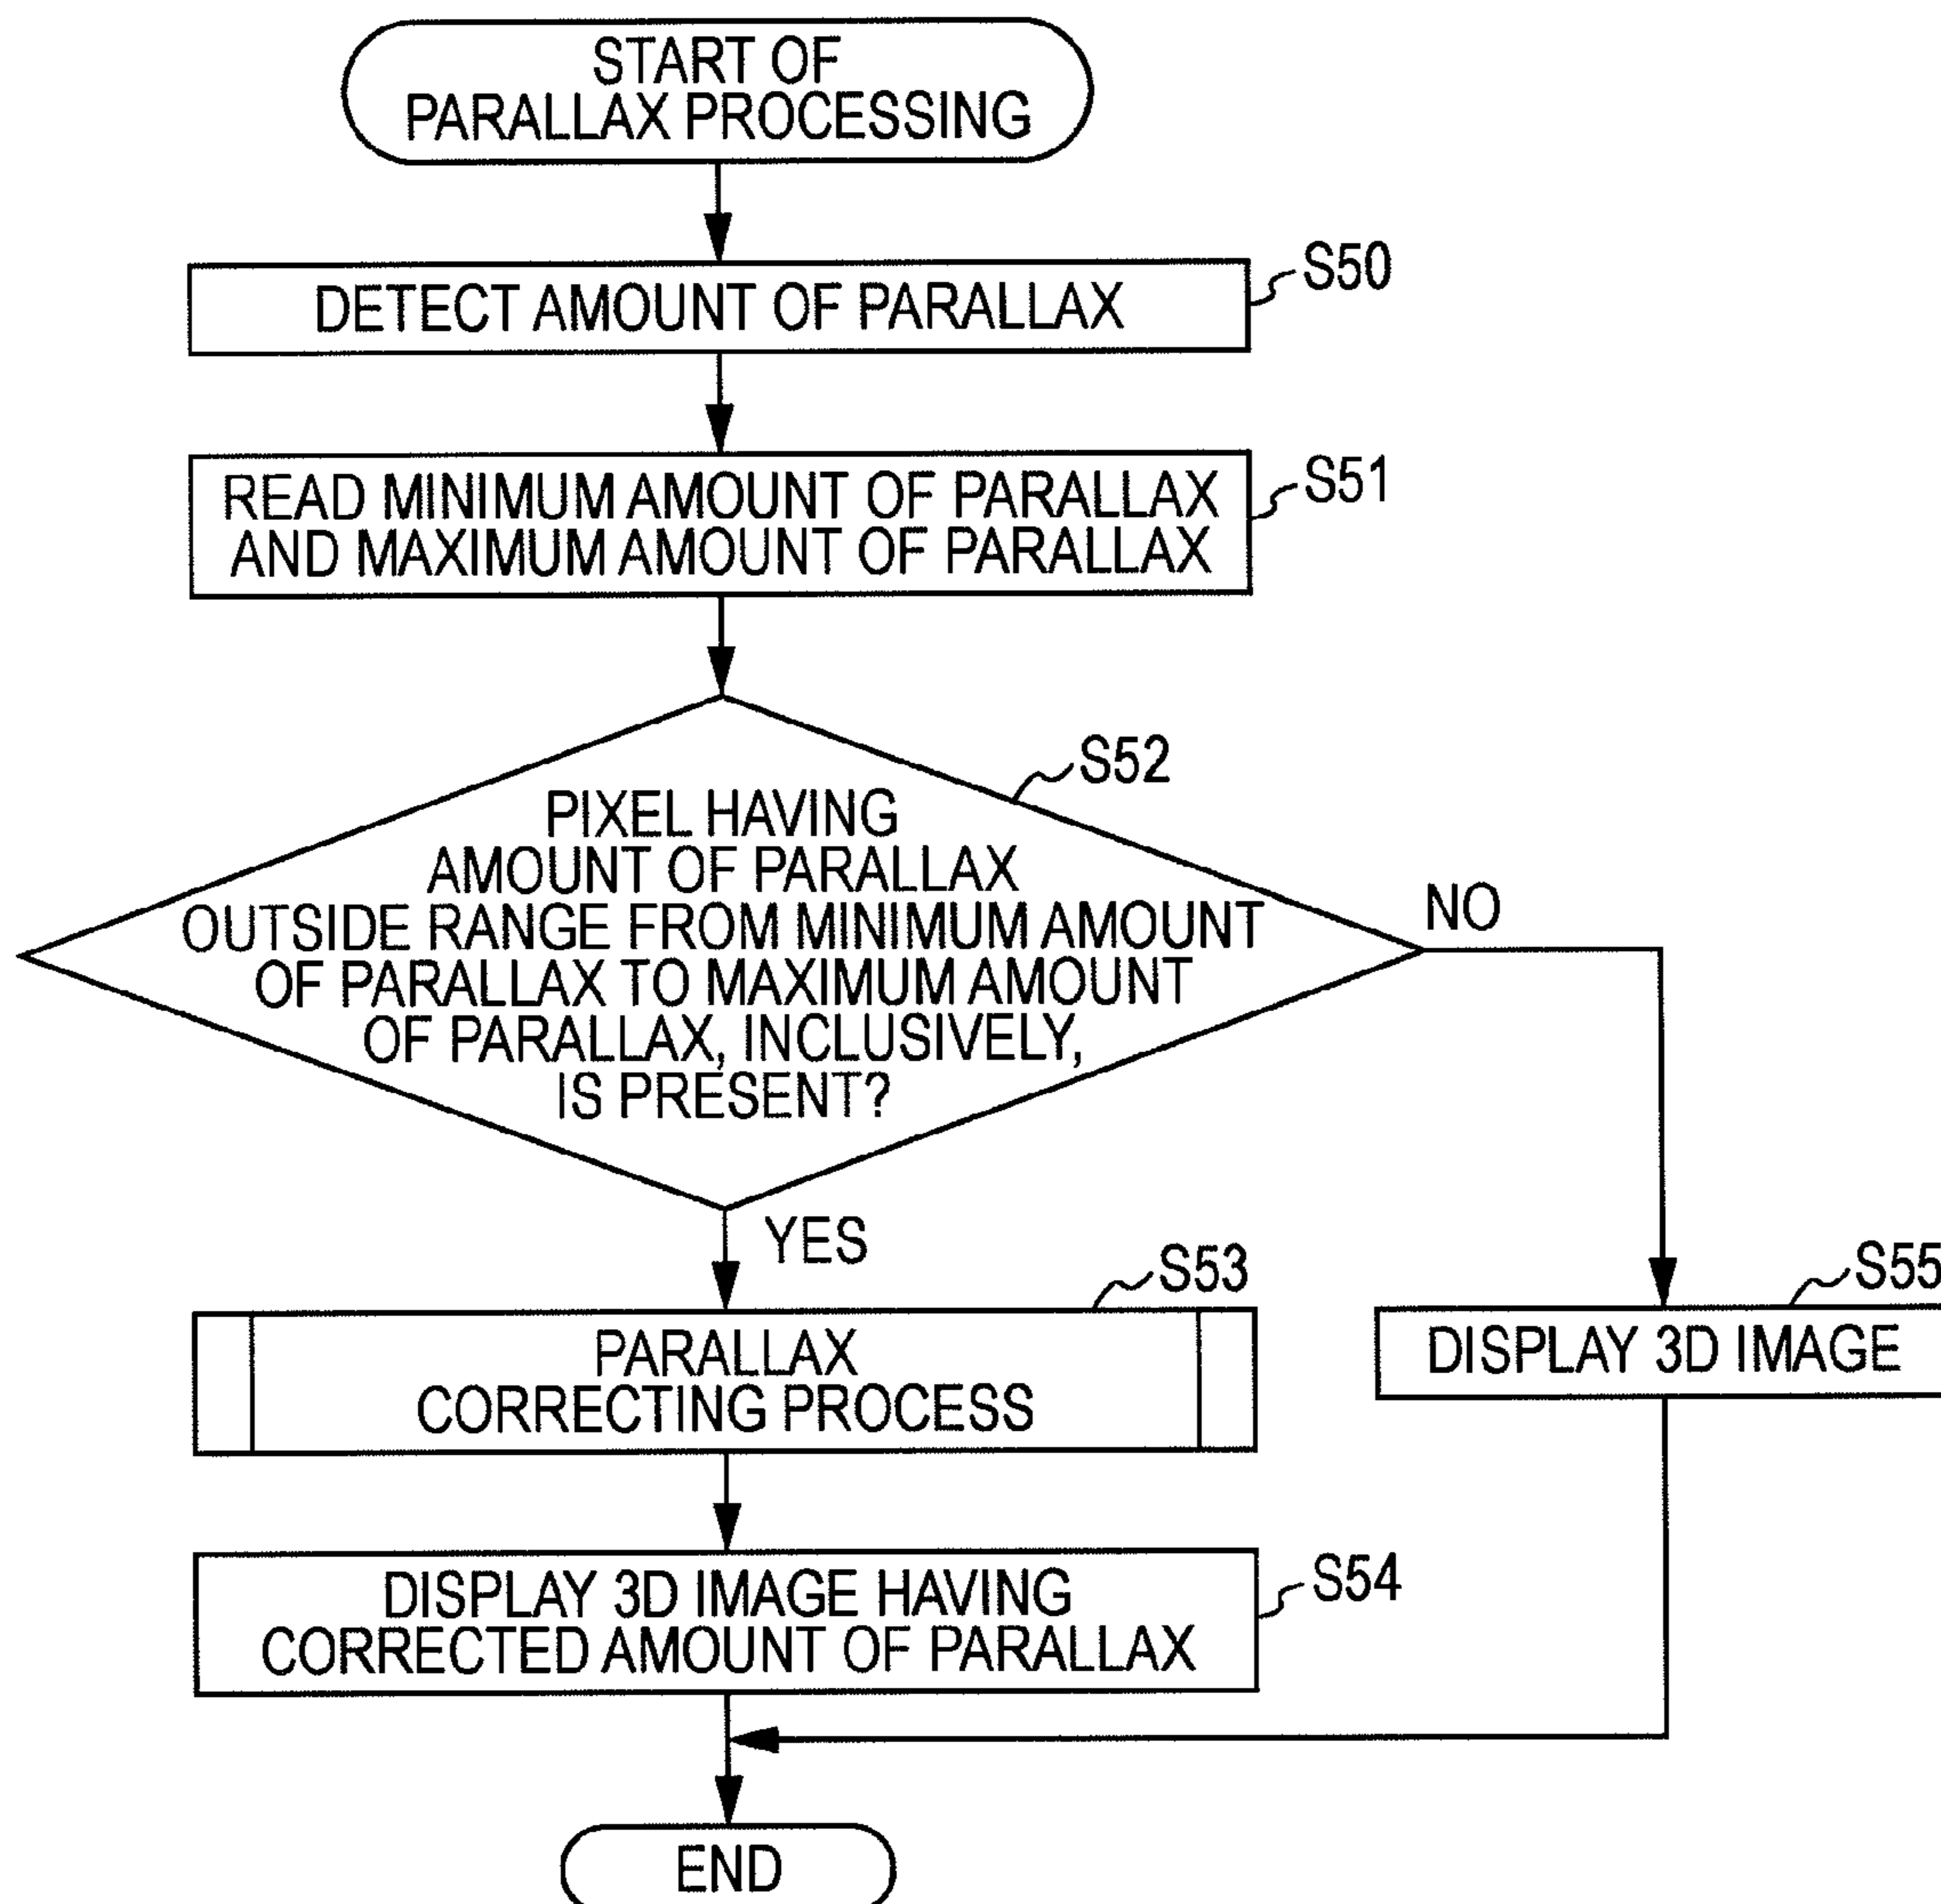 START OF
PARALLAX PROCESSING
S50
DETECT AMOUNT OF PARALLAX
S51
READ MINIMUM AMOUNT OF PARALLAX
AND MAXIMUM AMOUNT OF PARALLAX
S52
PIXEL HAVING
AMOUNT OF PARALLAX
OUTSIDE RANGE FROM MINIMUM AMOUNT
OF PARALLAX TO MAXIMUM AMOUNT
OF PARALLAX, INCLUSIVELY,
IS PRESENT?
NO
YES
S53
PARALLAX
CORRECTING PROCESS
S55
DISPLAY 3D IMAGE
S54
DISPLAY 3D IMAGE HAVING
CORRECTED AMOUNT OF PARALLAX
END